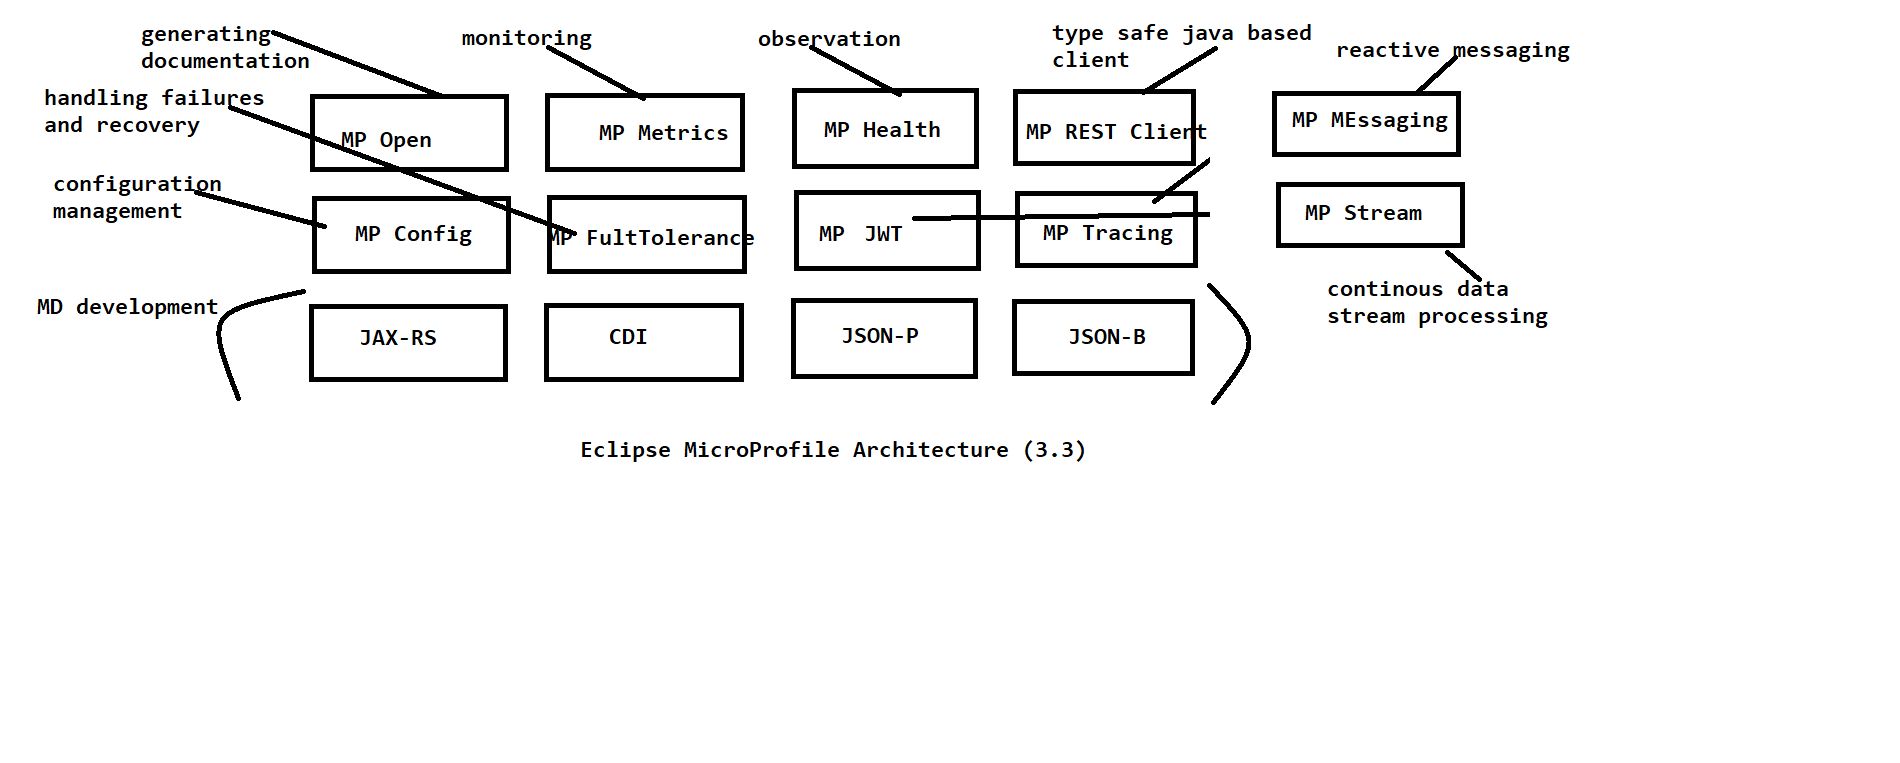 generating
documentation
monitoring
observation
type safe java based
client
reactive messaging
handling failures
and recovery
MP Open
MP Metrics
MP Health
MP REST Client
MP MEssaging
configuration
management
MP Config
MP FultTolerance
MP JWT
MP Tracing
MP Stream
continous data
stream processing
MD development
JAX-RS
CDI
JSON-P
JSON-B
Eclipse MicroProfile Architecture (3.3)